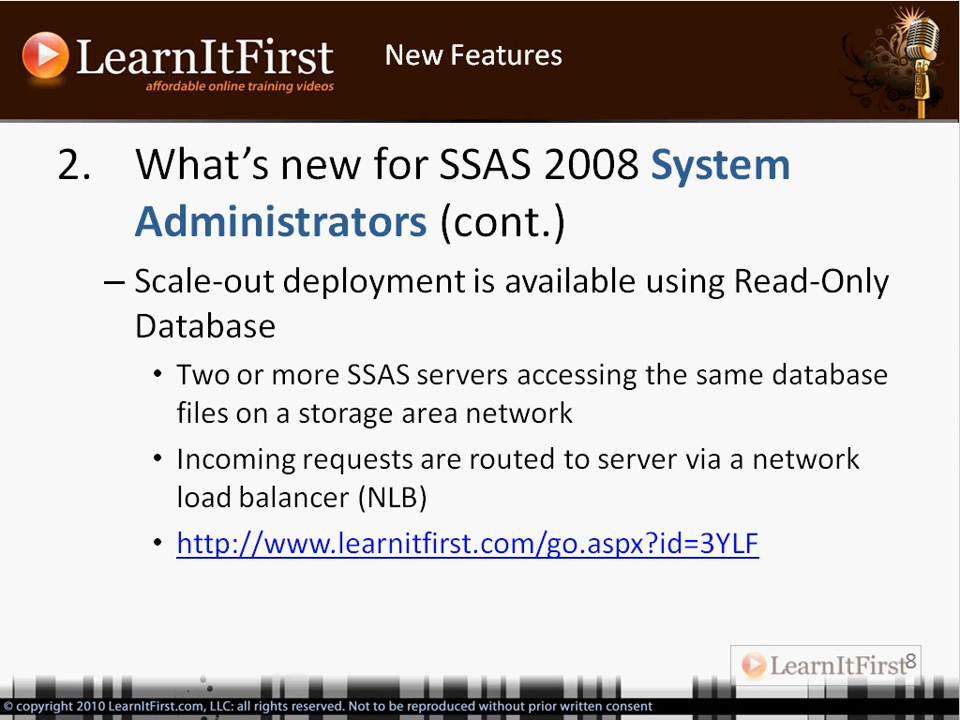 LearnItFirst
affordable online training videos
New Features
2. What’s new for SSAS 2008 System
Administrators (cont.)
– Scale-out deployment is available using Read-Only
Database
• Two or more SSAS servers accessing the same database
files on a storage area network
• Incoming requests are routed to server via a network
load balancer (NLB)
• http://www.learnitfirst.com/go.aspx?id=3YLF
LearnItFirst
8
© copyright 2010 LearnItFirst.com, LLC: all rights reserved. Not to be reproduced without prior written consent